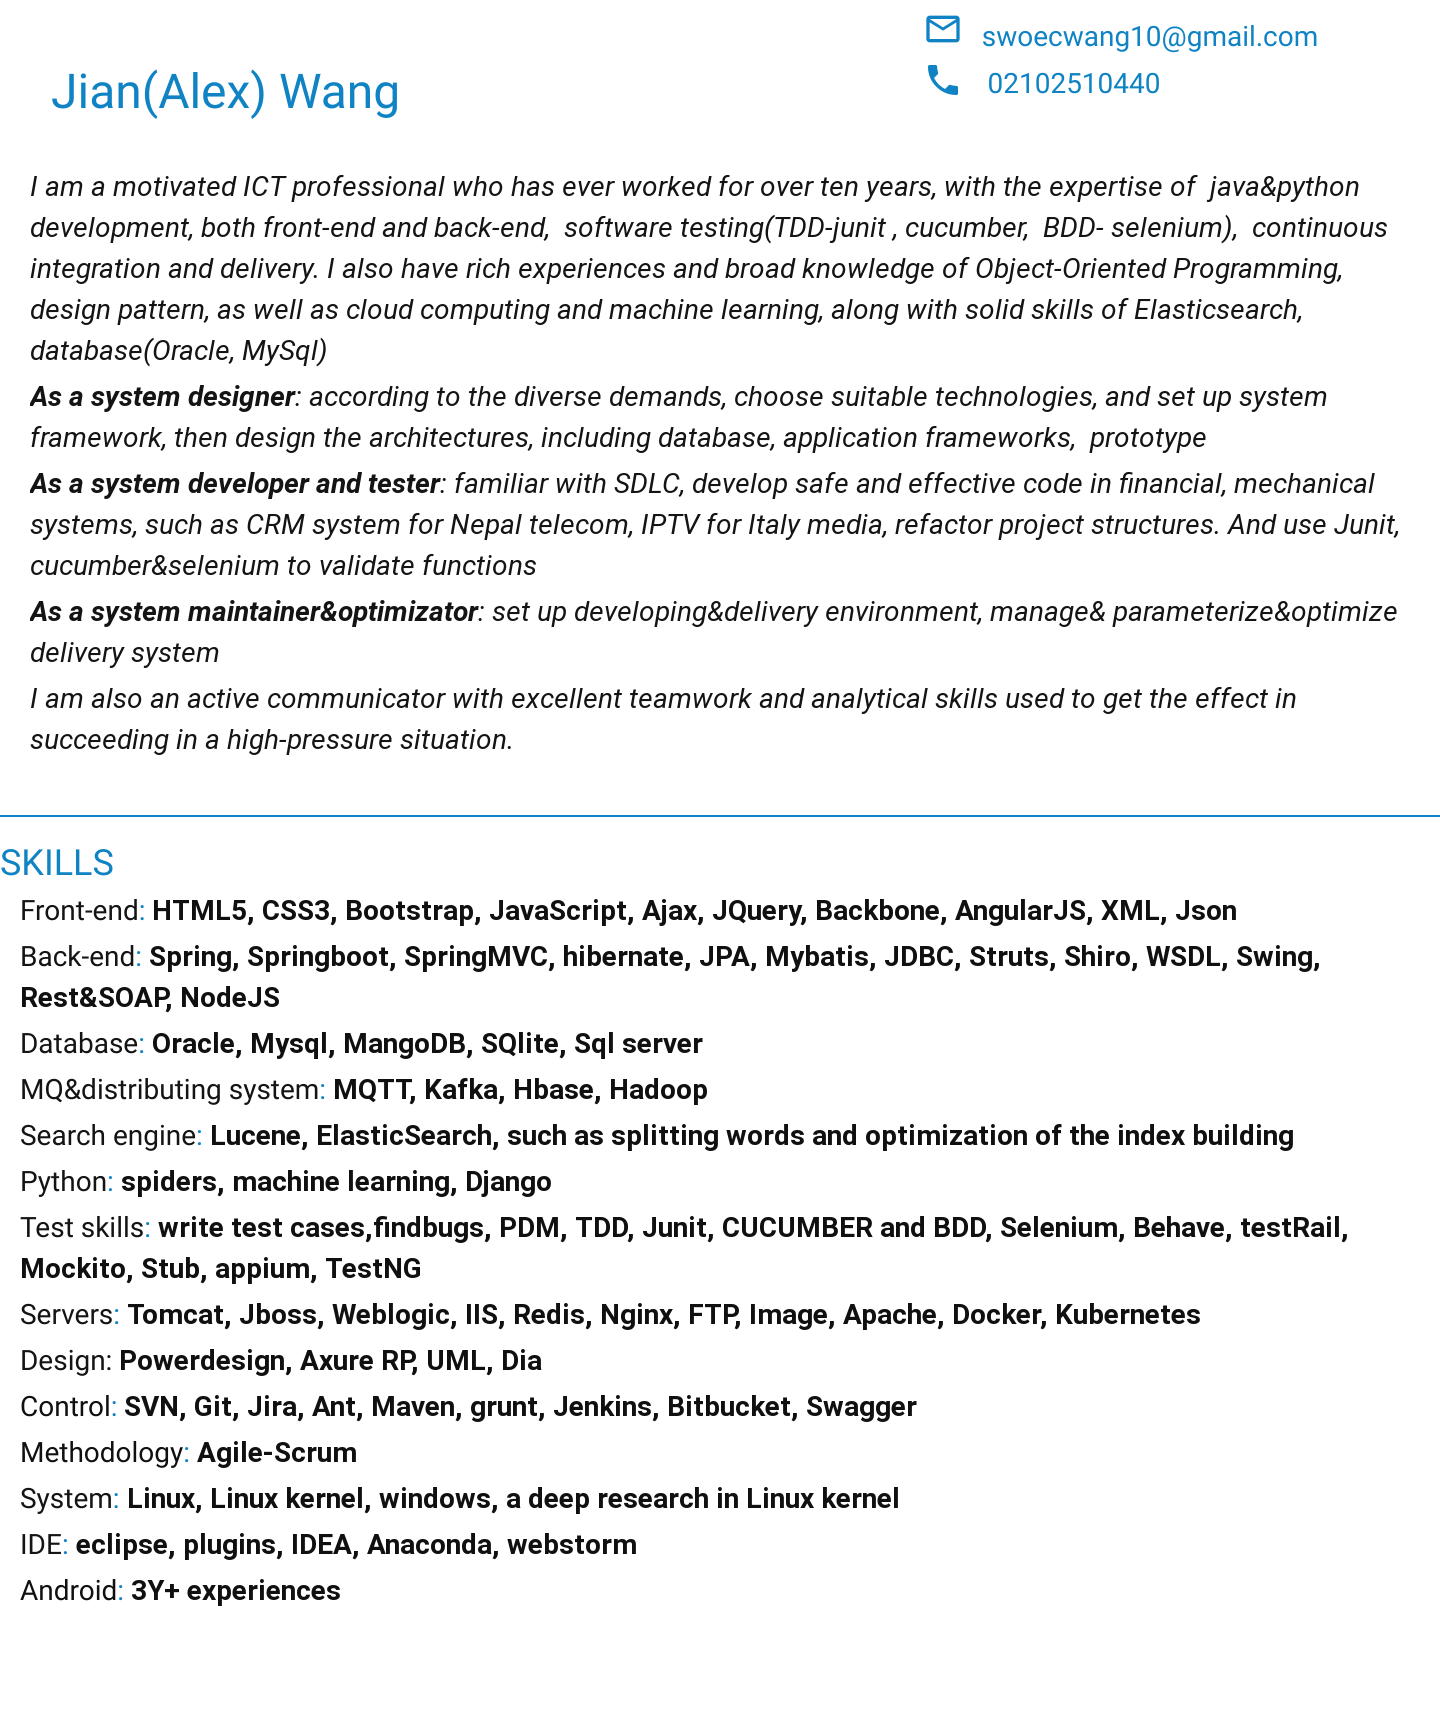 swoecwang10@gmail.com
Jian(Alex) Wang
02102510440
I am a motivated ICT professional who has ever worked for over ten years, with the expertise of java&python
development, both front-end and back-end, software testing(TDD-junit , cucumber, BDD- selenium), continuous
integration and delivery. I also have rich experiences and broad knowledge of Object-Oriented Programming,
design pattern, as well as cloud computing and machine learning, along with solid skills of Elasticsearch,
database(Oracle, MySql)
As a system designer: according to the diverse demands, choose suitable technologies, and set up system
framework, then design the architectures, including database, application frameworks, prototype
As a system developer and tester: familiar with SDLC, develop safe and effective code in financial, mechanical
systems, such as CRM system for Nepal telecom, IPTV for Italy media, refactor project structures. And use Junit,
cucumber&selenium to validate functions
As a system maintainer&optimizator: set up developing&delivery environment, manage& parameterize&optimize
delivery system
I am also an active communicator with excellent teamwork and analytical skills used to get the effect in
succeeding in a high-pressure situation.
SKILLS
Front-end: HTML5, CSS3, Bootstrap, JavaScript, Ajax, JQuery, Backbone, AngularJS, XML, Json
Back-end: Spring, Springboot, SpringMVC, hibernate, JPA, Mybatis, JDBC, Struts, Shiro, WSDL, Swing,
Rest&SOAP, NodeJS
Database: Oracle, Mysql, MangoDB, SQlite, Sql server
MQ&distributing system: MQTT, Kafka, Hbase, Hadoop
Search engine: Lucene, ElasticSearch, such as splitting words and optimization of the index building
Python: spiders, machine learning, Django
Test skills: write test cases,findbugs, PDM, TDD, Junit, CUCUMBER and BDD, Selenium, Behave, testRail,
Mockito, Stub, appium, TestNG
Servers: Tomcat, Jboss, Weblogic, IIS, Redis, Nginx, FTP, Image, Apache, Docker, Kubernetes
Design: Powerdesign, Axure RP, UML, Dia
Control: SVN, Git, Jira, Ant, Maven, grunt, Jenkins, Bitbucket, Swagger
Methodology: Agile-Scrum
System: Linux, Linux kernel, windows, a deep research in Linux kernel
IDE: eclipse, plugins, IDEA, Anaconda, webstorm
Android: 3Y+ experiences